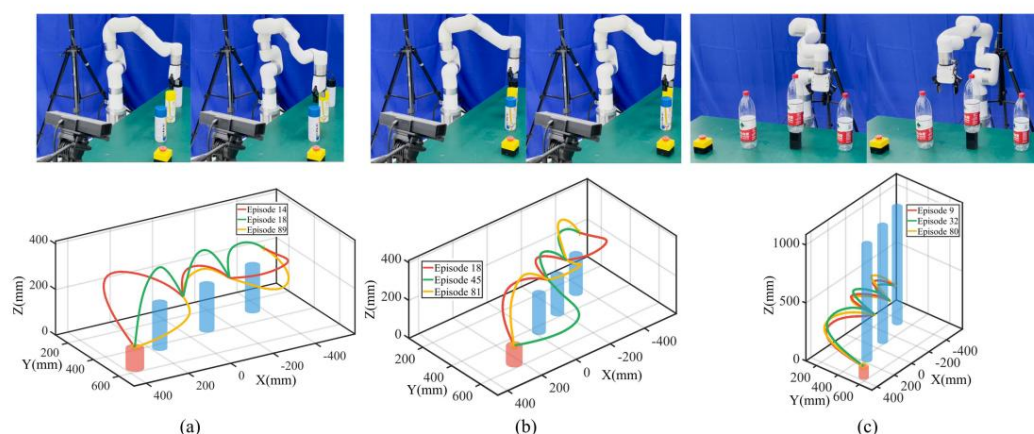 Episode 14
Episode 18
Episode 89
400
200
0
Z(mm)
200
400
600
Y(mm)
400
200
0
-200
-400
X(mm)
(a)
Episode 18
Episode 45
Episode 81
400
200
0
Z(mm)
200
400
600
Y(mm)
400
200
0
-200
-400
X(mm)
(b)
Episode 9
Episode 32
Episode 80
1000
500
0
Z(mm)
200
400
600
Y(mm)
400
200
0
-200
-400
X(mm)
(c)